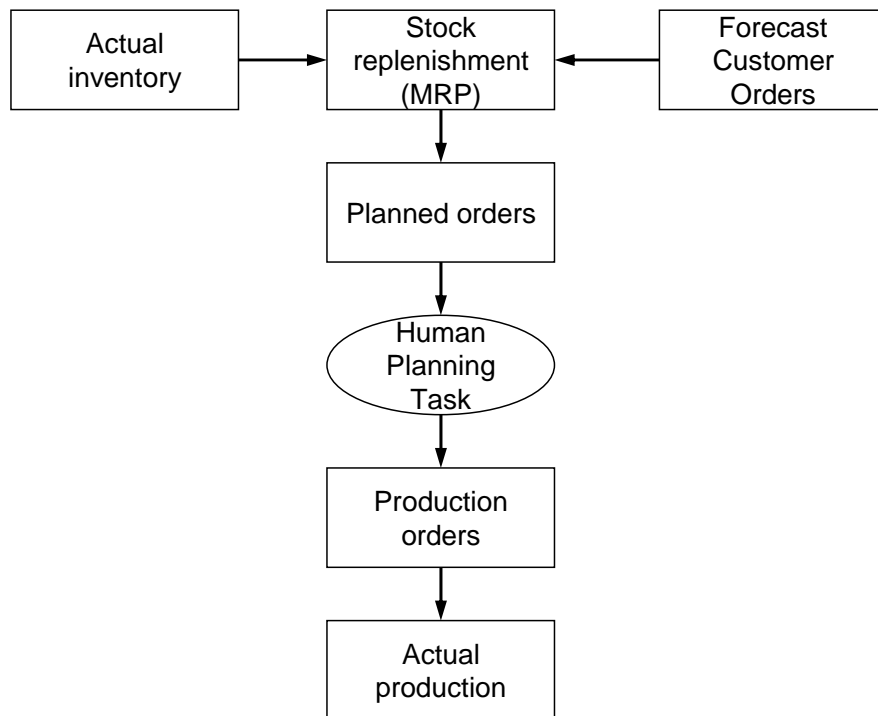 Actual
inventory
Stock
replenishment
(MRP)
Forecast
Customer
Orders
Planned orders
Human
Planning
Task
Production
orders
Actual
production